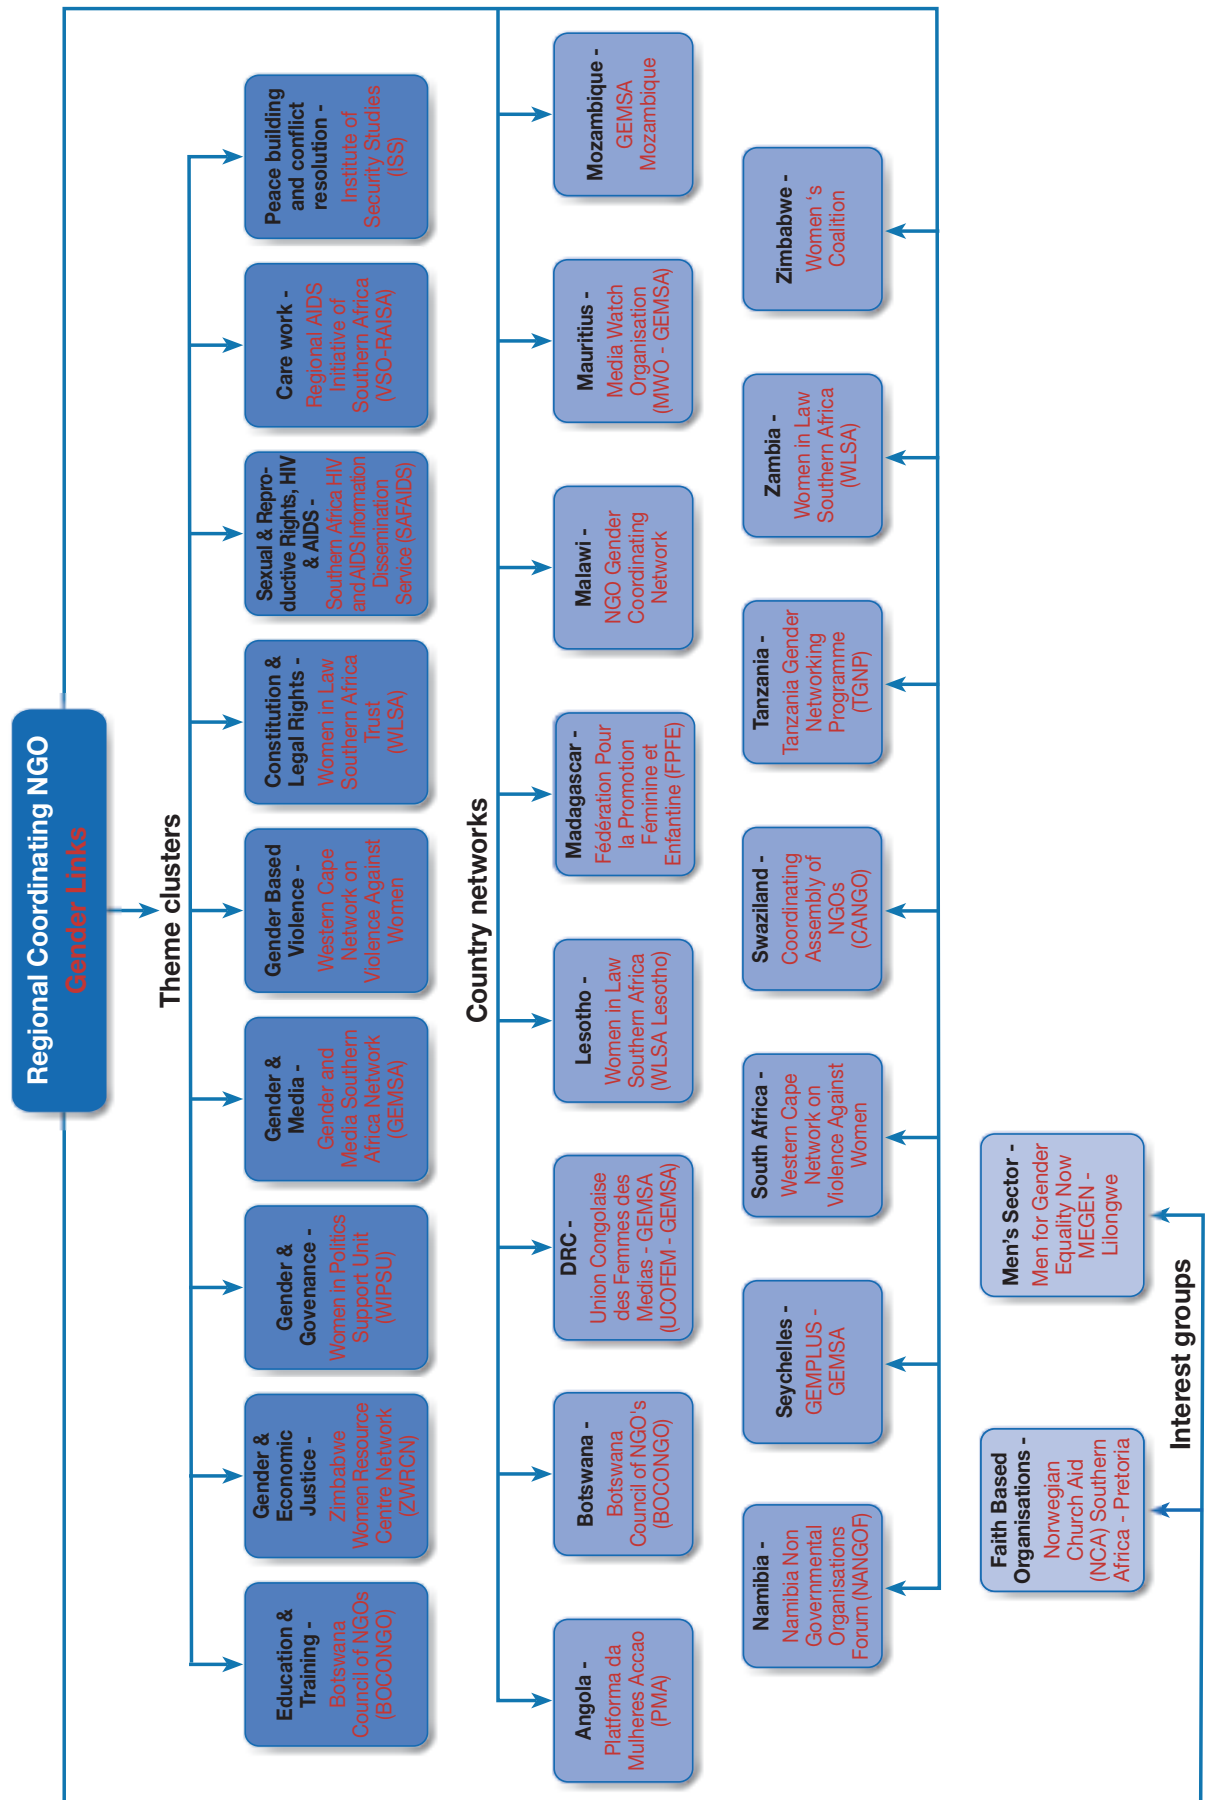 Regional Coordinating NGO
Gender Links
Theme clusters
Education &
Training -
Botswana
Council of NGOs
(BOCONGO)
Gender &
Economic
Justice -
Zimbabwe
Women Resource
Centre Network
(ZWRCN)
Gender &
Govenance -
Women in Politics
Support Unit
(WIPSU)
Gender &
Media -
Gender and
Media Southern
Africa Network
(GEMSA)
Gender Based
Violence -
Western Cape
Network on
Violence Against
Women
Constitution &
Legal Rights -
Women in Law
Southern Africa
Trust
(WLSA)
Sexual & Repro-
ductive Rights, HIV
& AIDS -
Southern Africa HIV
and AIDS Information
Dissemination
Service (SAFAIDS)
Care work -
Regional AIDS
Initiative of
Southern Africa
(VSO-RAISA)
Peace building
and conflict
resolution -
Institute of
Security Studies
(ISS)
Country networks
Angola -
Platforma da
Mulheres Accao
(PMA)
Botswana -
Botswana
Council of NGO's
(BOCONGO)
DRC -
Union Congolaise
des Femmes des
Medias - GEMSA
(UCOFEM - GEMSA)
Lesotho -
Women in Law
Southern Africa
(WLSA Lesotho)
Madagascar -
Fédération Pour
la Promotion
Féminine et
Enfantine (FPFE)
Malawi -
NGO Gender
Coordinating
Network
Mauritius -
Media Watch
Organisation
(MWO - GEMSA)
Mozambique -
GEMSA
Mozambique
Namibia -
Namibia Non
Governmental
Organisations
Forum (NANGOF)
Seychelles -
GEMPLUS -
GEMSA
South Africa -
Western Cape
Network on
Violence Against
Women
Swaziland -
Coordinating
Assembly of
NGOs
(CANGO)
Tanzania -
Tanzania Gender
Networking
Programme
(TGNP)
Zambia -
Women in Law
Southern Africa
(WLSA)
Zimbabwe -
Women 's
Coalition
Faith Based
Organisations -
Norwegian
Church Aid
(NCA) Southern
Africa - Pretoria
Men's Sector -
Men for Gender
Equality Now
MEGEN -
Lilongwe
Interest groups